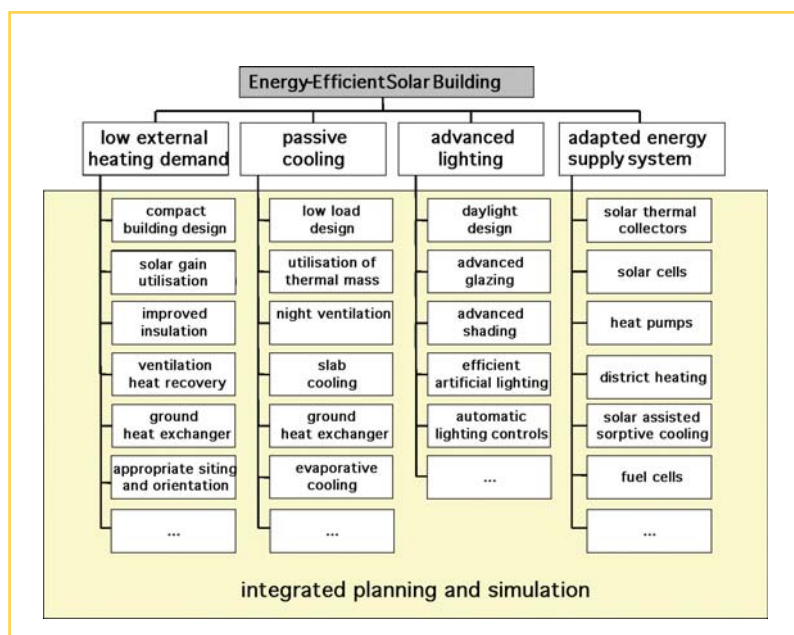 Energy-Efficient Solar Building
low external
heating demand
passive
cooling
advanced
lighting
adapted energy
supply system
compact
building design
solar gain
utilisation
improved
insulation
ventilation
heat recovery
ground
heat exchanger
appropriate siting
and orientation
...
low load
design
utilisation of
thermal mass
night ventilation
slab
cooling
ground
heat exchanger
evaporative
cooling
...
daylight
design
advanced
glazing
advanced
shading
efficient
artificial lighting
automatic
lighting controls
...
solar thermal
collectors
solar cells
heat pumps
district heating
solar assisted
sorptive cooling
fuel cells
...
integrated planning and simulation